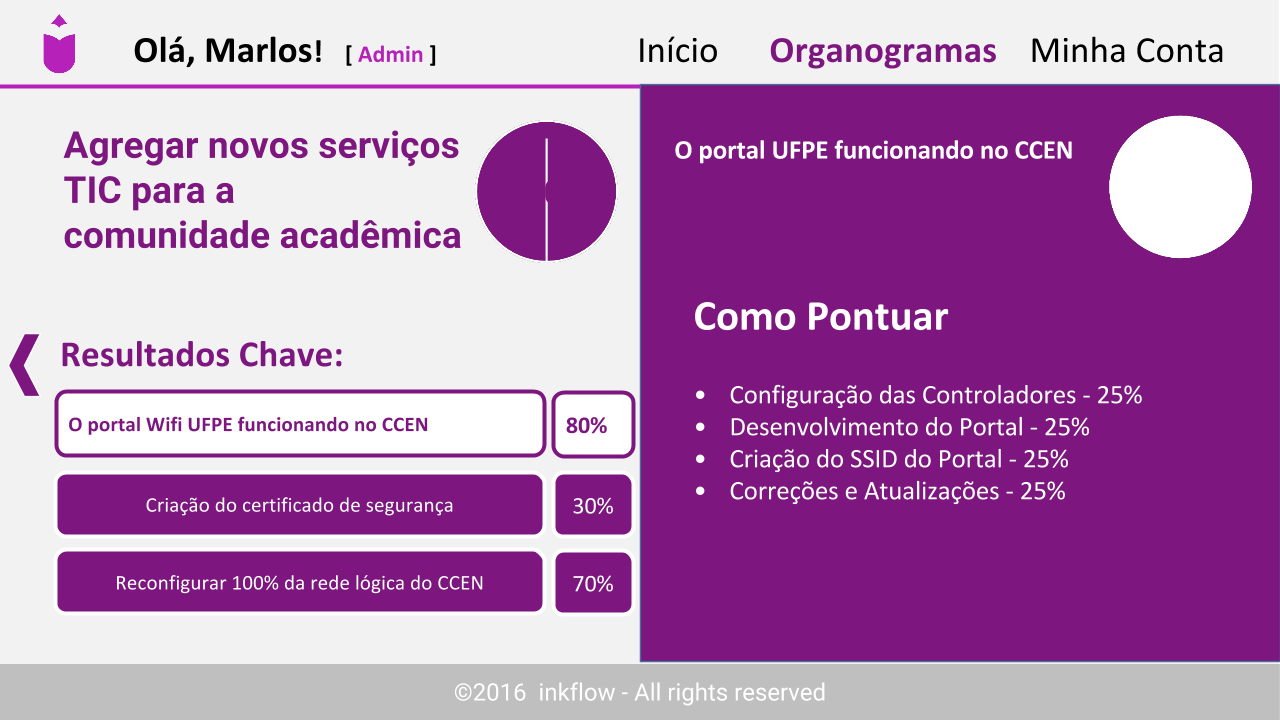 Olá, Marlos! [ Admin ]
Início Organogramas Minha Conta
Agregar novos serviços
TIC para a
comunidade acadêmica
Resultados Chave:
O portal Wifi UFPE funcionando no CCEN 80%
Criação do certificado de segurança 30%
Reconfigurar 100% da rede lógica do CCEN 70%
O portal UFPE funcionando no CCEN
Como Pontuar
• Configuração das Controladores - 25%
• Desenvolvimento do Portal - 25%
• Criação do SSID do Portal - 25%
• Correções e Atualizações - 25%
©2016 inkflow - All rights reserved